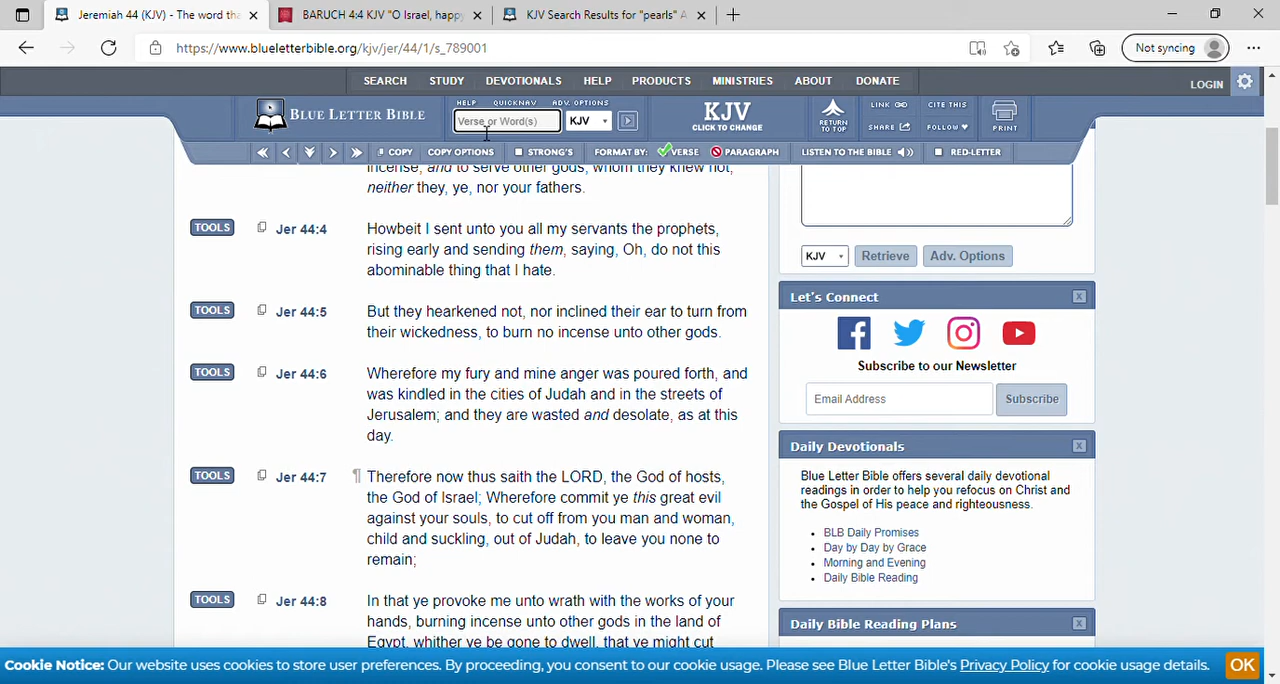 Jeremiah 44 (KJV) - The word tha
BARUCH 4:4 KJV "O Israel, happy
KJV Search Results for "pearls" A
https://www.blueletterbible.org/kjv/jer/44/1/s_789001
Not syncing
SEARCH STUDY DEVOTIONALS HELP PRODUCTS MINISTRIES ABOUT DONATE
LOGIN
BLUE LETTER BIBLE
HELP QUICKNAV ADV. OPTIONS
Verse or Word(s)
KJV
KJV
CLICK TO CHANGE
RETURN
TO TOP
LINK
CITE THIS
SHARE
FOLLOW
PRINT
COPY
COPY OPTIONS
STRONG'S
FORMAT BY: VERSE PARAGRAPH
LISTEN TO THE BIBLE
RED-LETTER
incense, and to serve other gods, whom they knew not,
neither they, ye, nor your fathers.
TOOLS
Jer 44:4
Howbeit I sent unto you all my servants the prophets,
rising early and sending them, saying, Oh, do not this
abominable thing that I hate.
TOOLS
Jer 44:5
But they hearkened not, nor inclined their ear to turn from
their wickedness, to burn no incense unto other gods.
TOOLS
Jer 44:6
Wherefore my fury and mine anger was poured forth, and
was kindled in the cities of Judah and in the streets of
Jerusalem; and they are wasted and desolate, as at this
day.
TOOLS
Jer 44:7
¶ Therefore now thus saith the LORD, the God of hosts,
the God of Israel; Wherefore commit ye this great evil
against your souls, to cut off from you man and woman,
child and suckling, out of Judah, to leave you none to
remain;
TOOLS
Jer 44:8
In that ye provoke me unto wrath with the works of your
hands, burning incense unto other gods in the land of
Egypt, whither ye be gone to dwell, that ye might cut
KJV
Retrieve
Adv. Options
Let's Connect
Subscribe to our Newsletter
Email Address
Subscribe
Daily Devotionals
Blue Letter Bible offers several daily devotional
readings in order to help you refocus on Christ and
the Gospel of His peace and righteousness.
BLB Daily Promises
Day by Day by Grace
Morning and Evening
Daily Bible Reading
Daily Bible Reading Plans
Cookie Notice: Our website uses cookies to store user preferences. By proceeding, you consent to our cookie usage. Please see Blue Letter Bible's Privacy Policy for cookie usage details.
OK